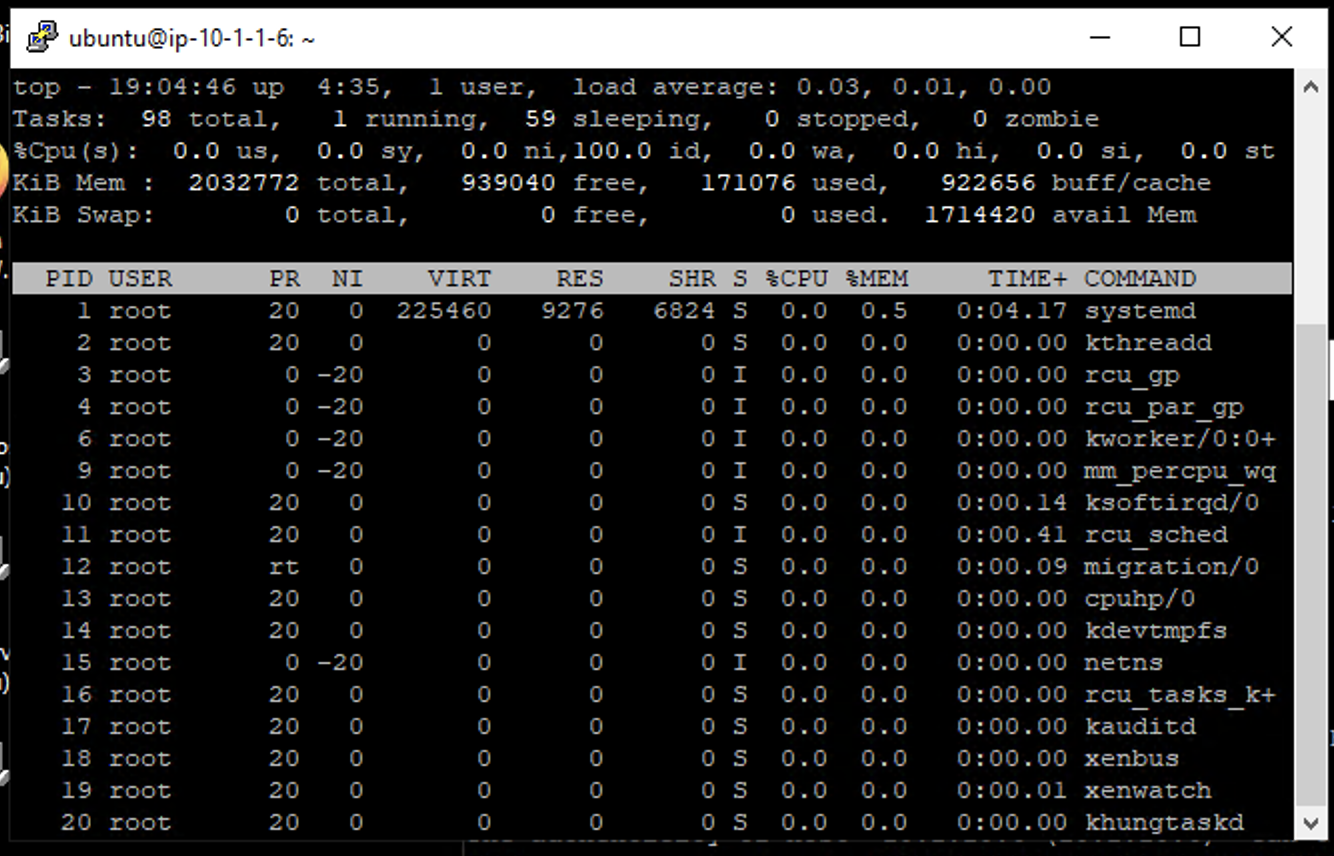 ubuntu@ip-10-1-1-6: ~
top - 19:04:46 up  4:35,  1 user,  load average: 0.03, 0.01, 0.00
Tasks:  98 total,   1 running,  59 sleeping,   0 stopped,   0 zombie
%Cpu(s):  0.0 us,  0.0 sy,  0.0 ni,100.0 id,  0.0 wa,  0.0 hi,  0.0 si,  0.0 st
KiB Mem :  2032772 total,   939040 free,   171076 used,   922656 buff/cache
KiB Swap:        0 total,        0 free,        0 used.  1714420 avail Mem
PID USER      PR  NI    VIRT    RES    SHR S %CPU %MEM     TIME+ COMMAND
1 root      20   0  225460   9276   6824 S  0.0  0.5   0:04.17 systemd
2 root      20   0       0      0      0 S  0.0  0.0   0:00.00 kthreadd
3 root       0 -20       0      0      0 I  0.0  0.0   0:00.00 rcu_gp
4 root       0 -20       0      0      0 I  0.0  0.0   0:00.00 rcu_par_gp
6 root       0 -20       0      0      0 I  0.0  0.0   0:00.00 kworker/0:0+
9 root       0 -20       0      0      0 I  0.0  0.0   0:00.00 mm_percpu_wq
10 root      20   0       0      0      0 S  0.0  0.0   0:00.14 ksoftirqd/0
11 root      20   0       0      0      0 I  0.0  0.0   0:00.41 rcu_sched
12 root      rt   0       0      0      0 S  0.0  0.0   0:00.09 migration/0
13 root      20   0       0      0      0 S  0.0  0.0   0:00.00 cpuhp/0
14 root      20   0       0      0      0 S  0.0  0.0   0:00.00 kdevtmpfs
15 root       0 -20       0      0      0 I  0.0  0.0   0:00.00 netns
16 root      20   0       0      0      0 S  0.0  0.0   0:00.00 rcu_tasks_k+
17 root      20   0       0      0      0 S  0.0  0.0   0:00.00 kauditd
18 root      20   0       0      0      0 S  0.0  0.0   0:00.00 xenbus
19 root      20   0       0      0      0 S  0.0  0.0   0:00.01 xenwatch
20 root      20   0       0      0      0 S  0.0  0.0   0:00.00 khungtaskd